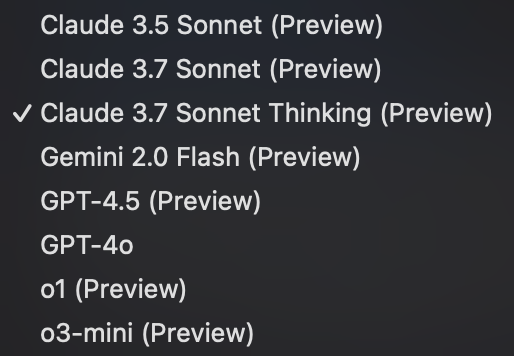 Claude 3.5 Sonnet (Preview)
Claude 3.7 Sonnet (Preview)
✓ Claude 3.7 Sonnet Thinking (Preview)
Gemini 2.0 Flash (Preview)
GPT-4.5 (Preview)
GPT-4o
o1 (Preview)
o3-mini (Preview)